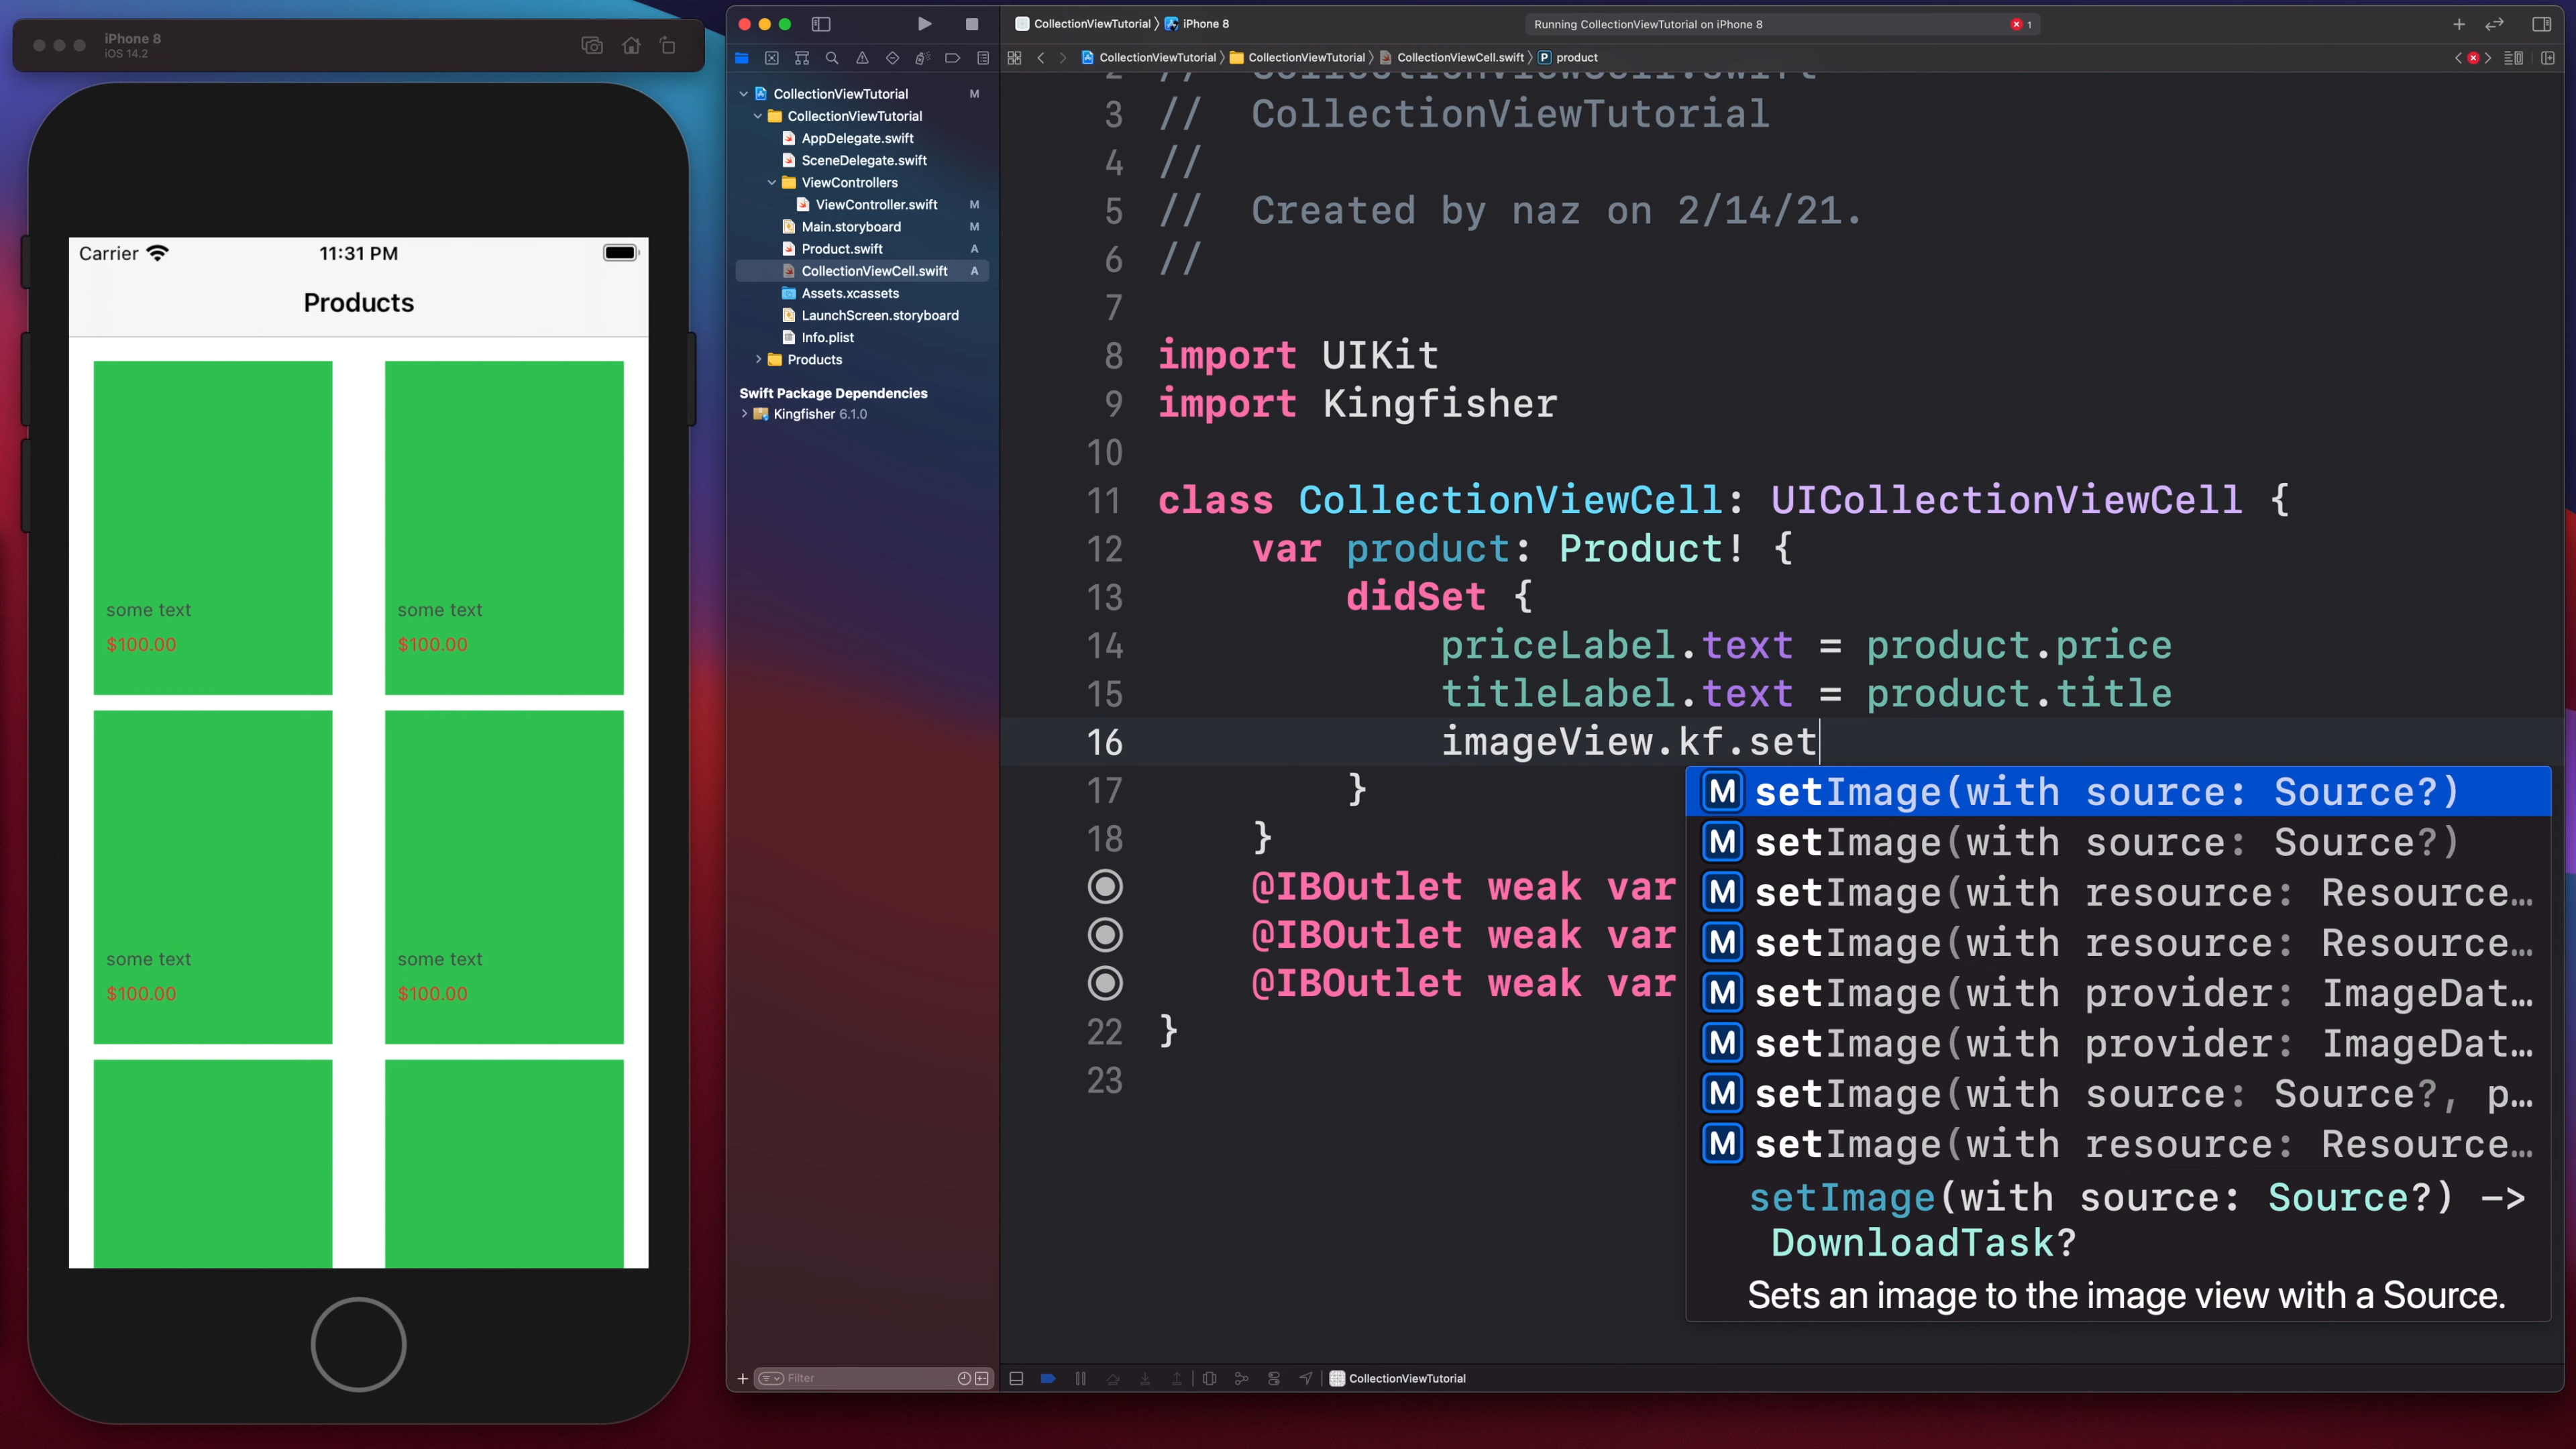 iPhone 8
iOS 14.2
Carrier
11:31 PM
Products
some text
$100.00
some text
$100.00
some text
$100.00
some text
$100.00
CollectionViewTutorial
iPhone 8
Running CollectionViewTutorial on iPhone 8
1
CollectionViewTutorial
CollectionViewTutorial
CollectionViewCell.swift
P product
CollectionViewTutorial M
CollectionViewTutorial
AppDelegate.swift
SceneDelegate.swift
ViewControllers
ViewController.swift M
Main.storyboard M
Product.swift A
CollectionViewCell.swift A
Assets.xcassets
LaunchScreen.storyboard
Info.plist
Products
Swift Package Dependencies
Kingfisher 6.1.0
Filter
2 // CollectionViewCell.swift
3 // CollectionViewTutorial
4 //
5 // Created by naz on 2/14/21.
6 //
7
8 import UIKit
9 import Kingfisher
10
11 class CollectionViewCell: UICollectionViewCell {
12 var product: Product! {
13 didSet {
14 priceLabel.text = product.price
15 titleLabel.text = product.title
16 imageView.kf.set
17 }
18 }
@IBOutlet weak var
@IBOutlet weak var
@IBOutlet weak var
22 }
23
M setImage(with source: Source?)
M setImage(with source: Source?)
M setImage(with resource: Resource…
M setImage(with resource: Resource…
M setImage(with provider: ImageDat…
M setImage(with provider: ImageDat…
M setImage(with source: Source?, p…
M setImage(with resource: Resource…
setImage(with source: Source?) ->
DownloadTask?
Sets an image to the image view with a Source.
CollectionViewTutorial